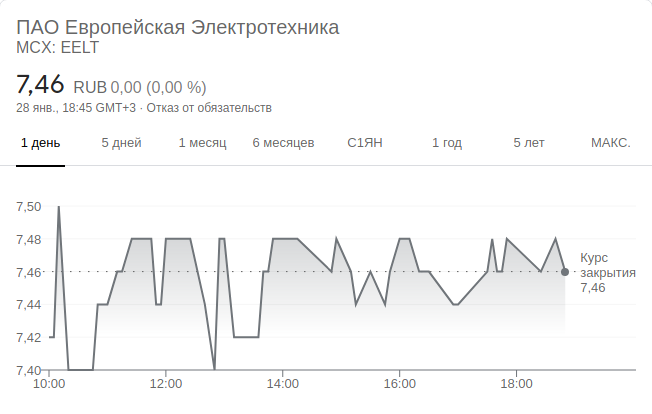 ПАО Европейская Электротехника
MCX: EELT
7,46 RUB 0,00 (0,00 %)
28 янв., 18:45 GMT+3 · Отказ от обязательств
1 день 5 дней 1 месяц 6 месяцев С1ЯН 1 год 5 лет МАКС.
7,50
7,48
7,46
7,44
7,42
7,40
Курс
закрытия
7,46
10:00 12:00 14:00 16:00 18:00